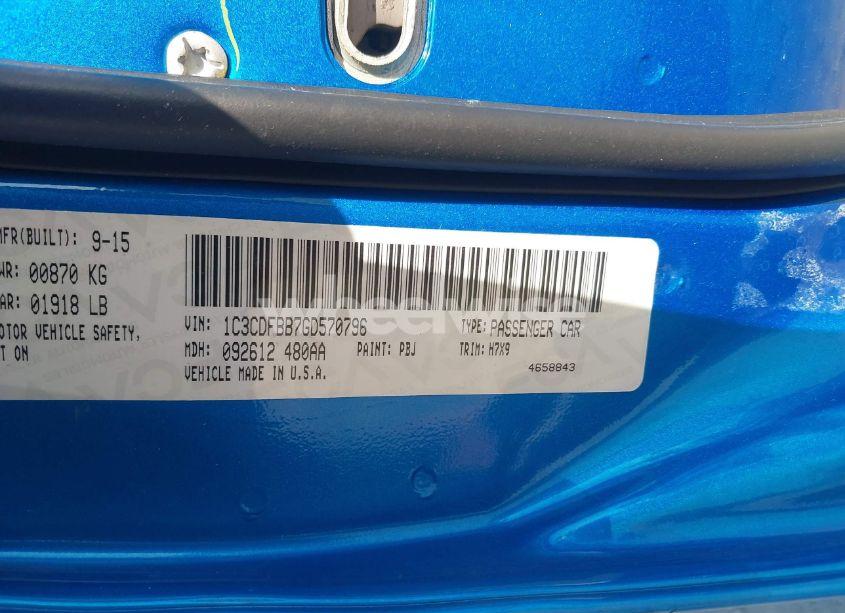 MFR(BUILT): 9-15
WR: 00870 KG
AR: 01918 LB
OTOR VEHICLE SAFETY,
T ON
VIN: 1C3CDFBB7GD570796 TYPE: PASSENGER CAR
MDH: 092612 480AA PAINT: PBJ TRIM: H7X9
VEHICLE MADE IN U.S.A. 4658843